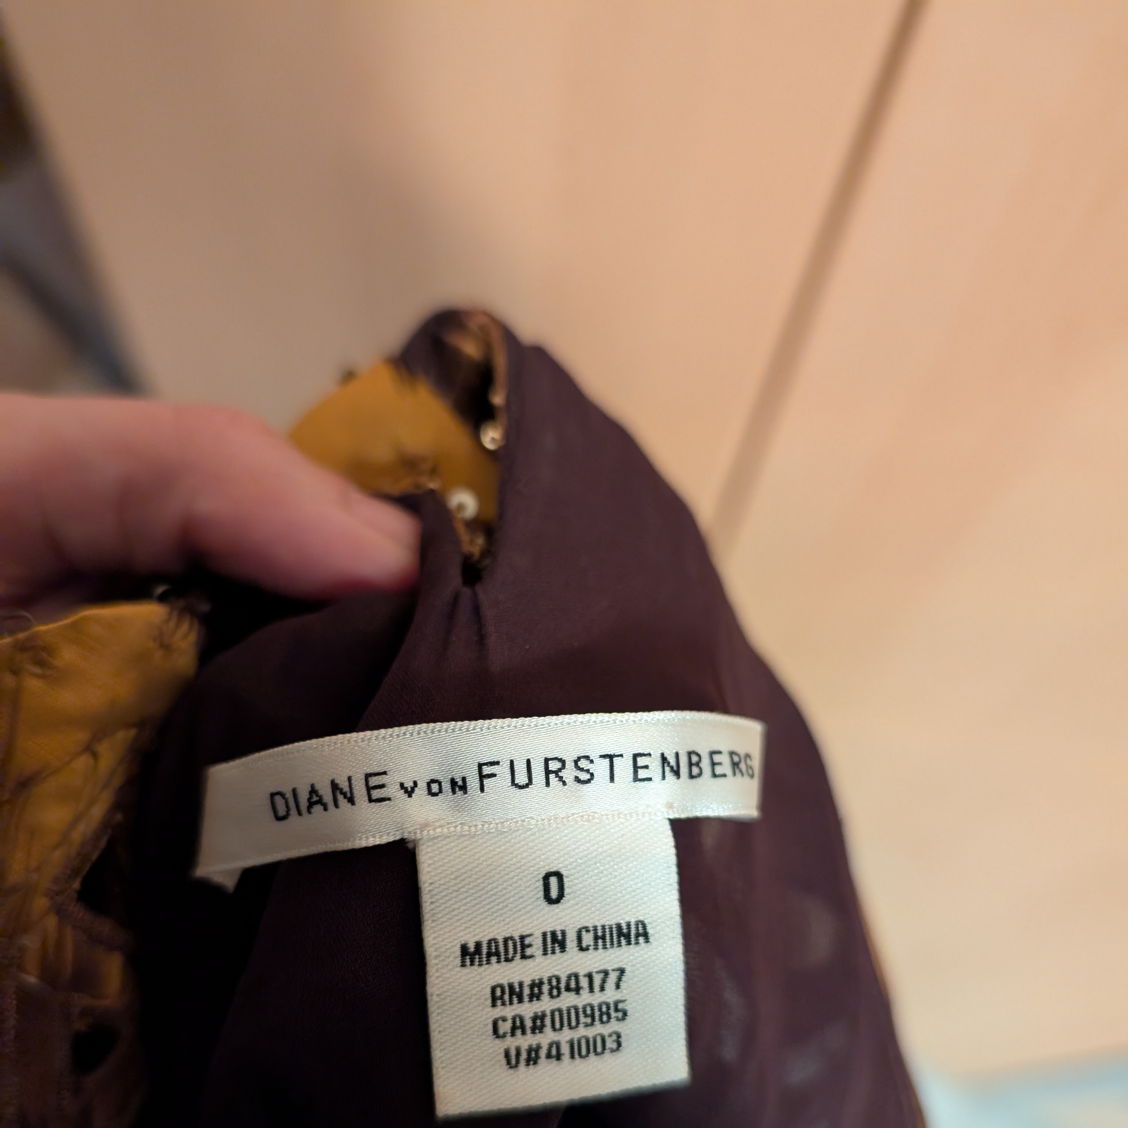 DIANE von FURSTENBERG
0
MADE IN CHINA
RN#84177
CA#00985
V#41003